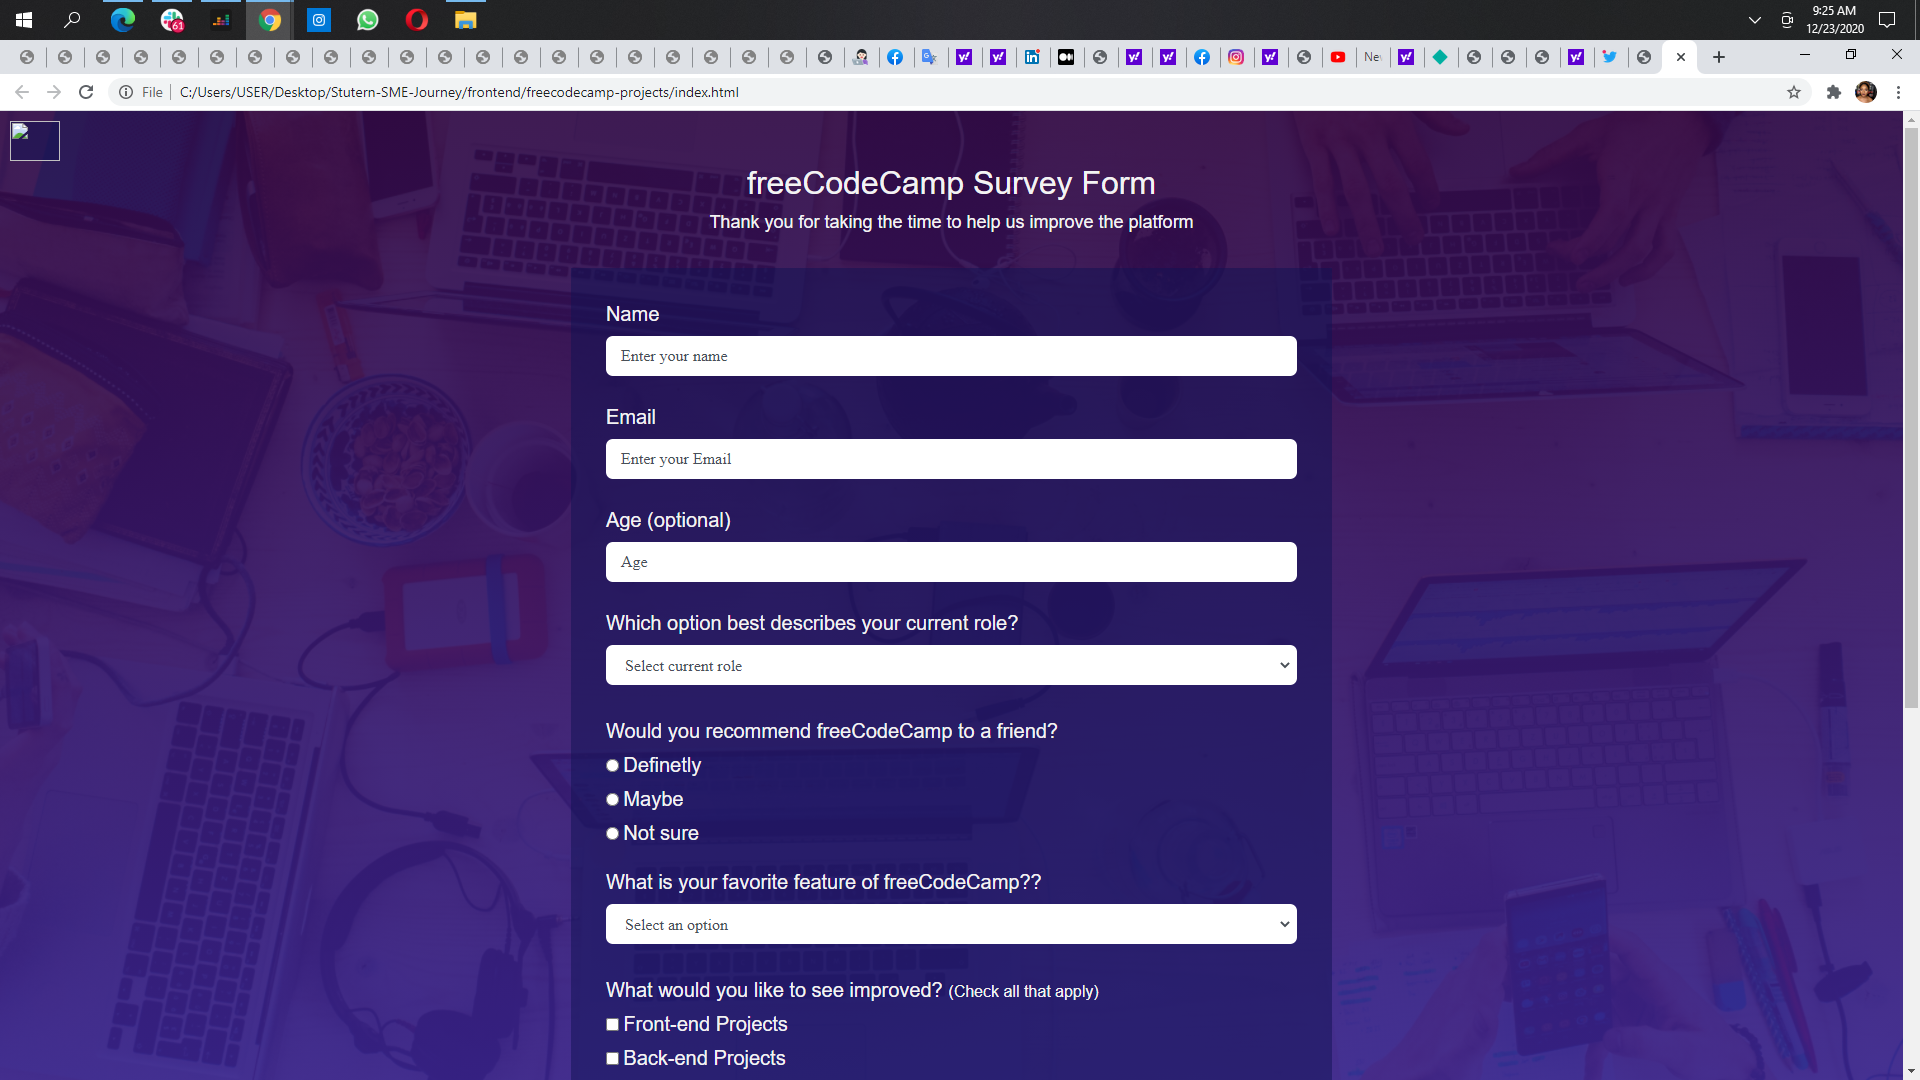 61
9:25 AM
12/23/2020
Ne
File
C:/Users/USER/Desktop/Stutern-SME-Journey/frontend/freecodecamp-projects/index.html
freeCodeCamp Survey Form
Thank you for taking the time to help us improve the platform
Name
Enter your name
Email
Enter your Email
Age (optional)
Age
Which option best describes your current role?
Select current role
Would you recommend freeCodeCamp to a friend?
Definetly
Maybe
Not sure
What is your favorite feature of freeCodeCamp??
Select an option
What would you like to see improved? (Check all that apply)
Front-end Projects
Back-end Projects